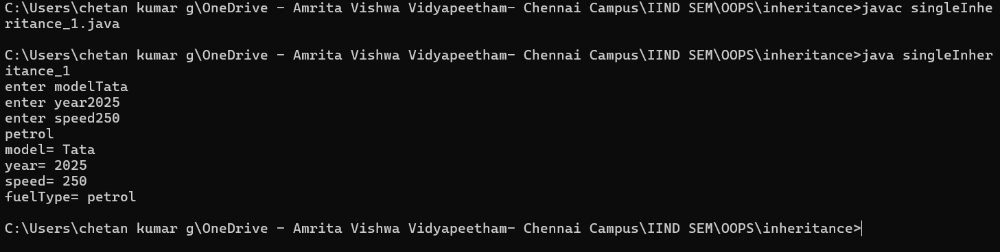 C:\Users\chetan kumar g\OneDrive - Amrita Vishwa Vidyapeetham- Chennai Campus\IIND SEM\OOPS\inheritance>javac singleInhe
ritance_1.java
C:\Users\chetan kumar g\OneDrive - Amrita Vishwa Vidyapeetham- Chennai Campus\IIND SEM\OOPS\inheritance>java singleInher
itance_1
enter modelTata
enter year2025
enter speed250
petrol
model= Tata
year= 2025
speed= 250
fuelType= petrol
C:\Users\chetan kumar g\OneDrive - Amrita Vishwa Vidyapeetham- Chennai Campus\IIND SEM\OOPS\inheritance>